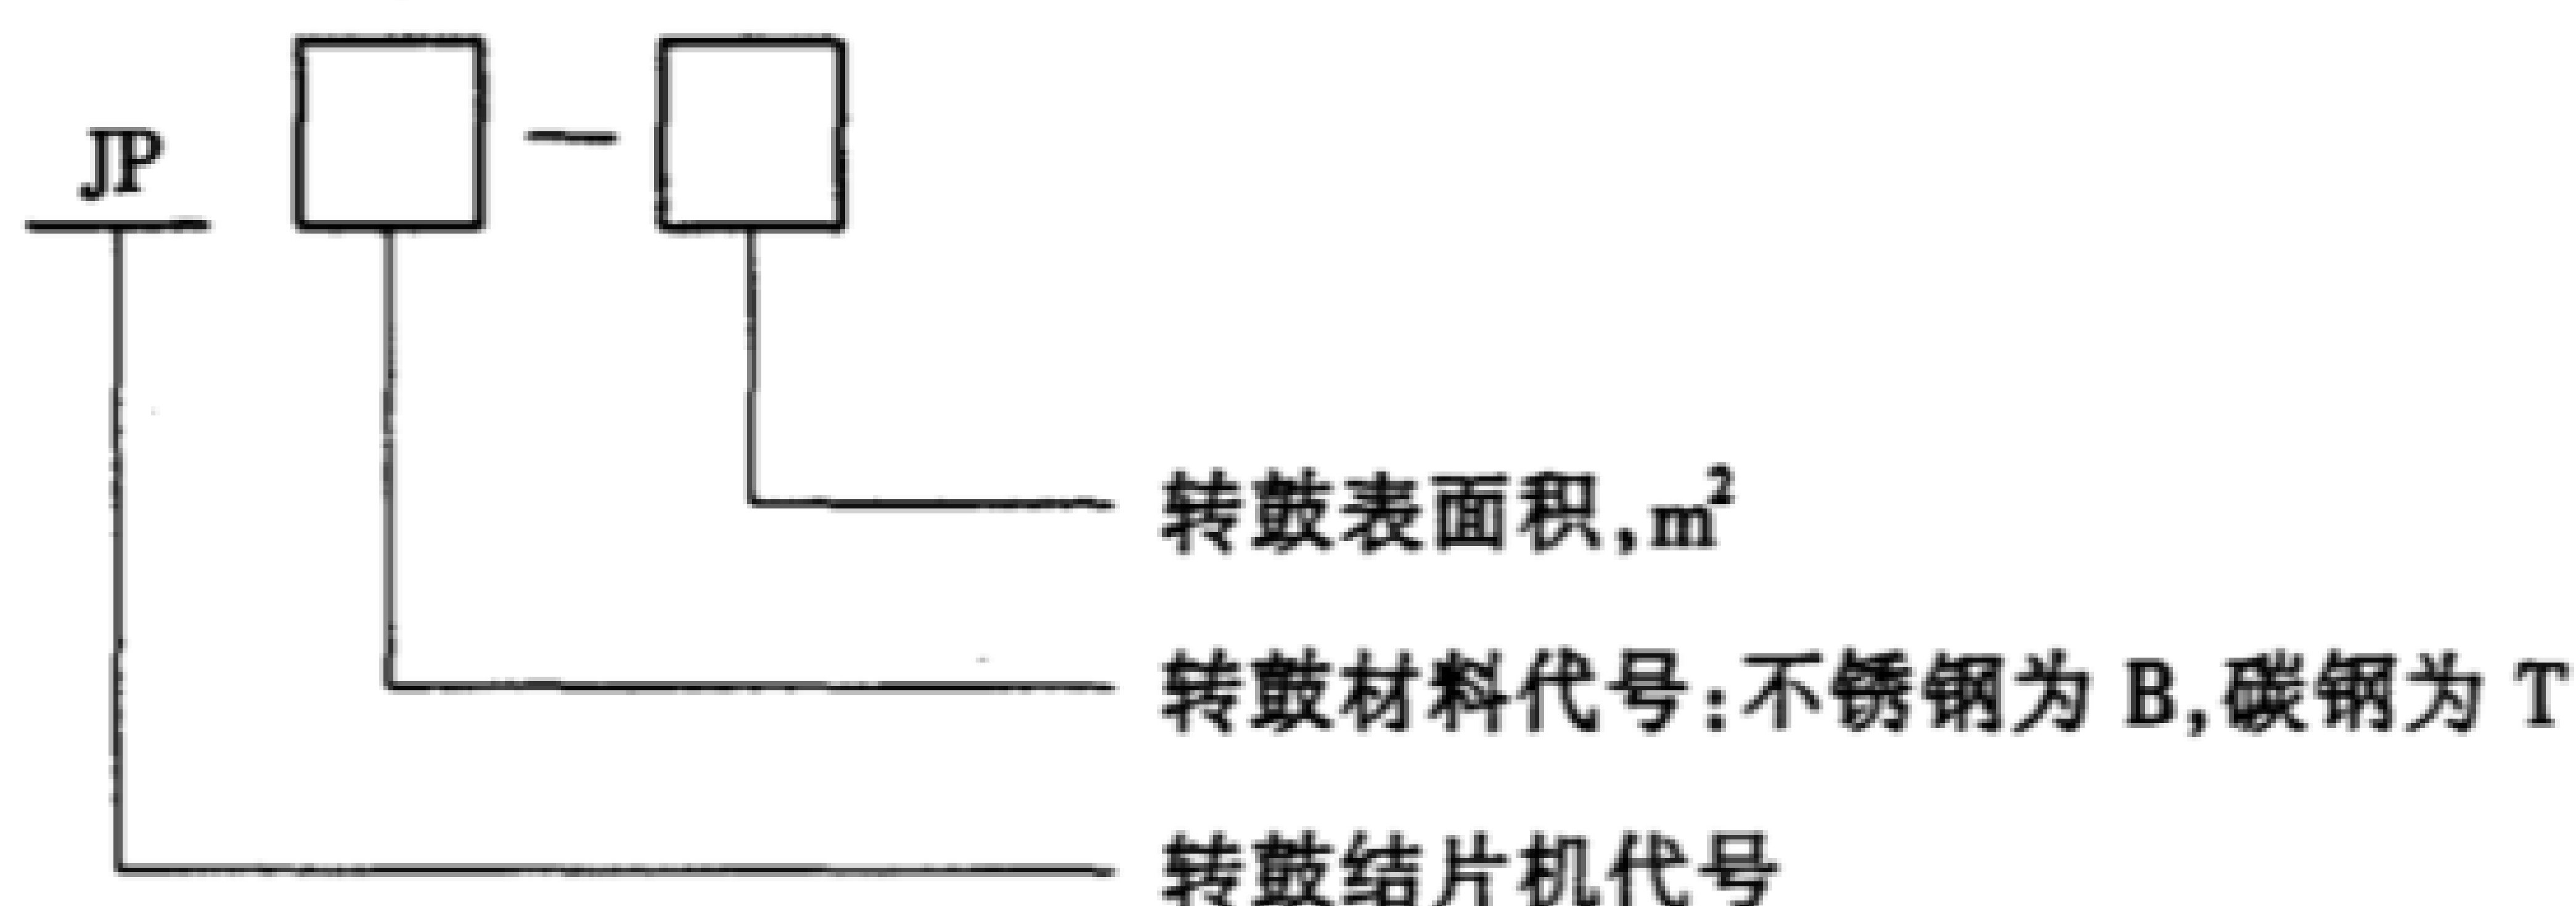 JP □ — □
转鼓表面积,m²
转鼓材料代号:不锈钢为 B,碳钢为 T
转鼓结片机代号